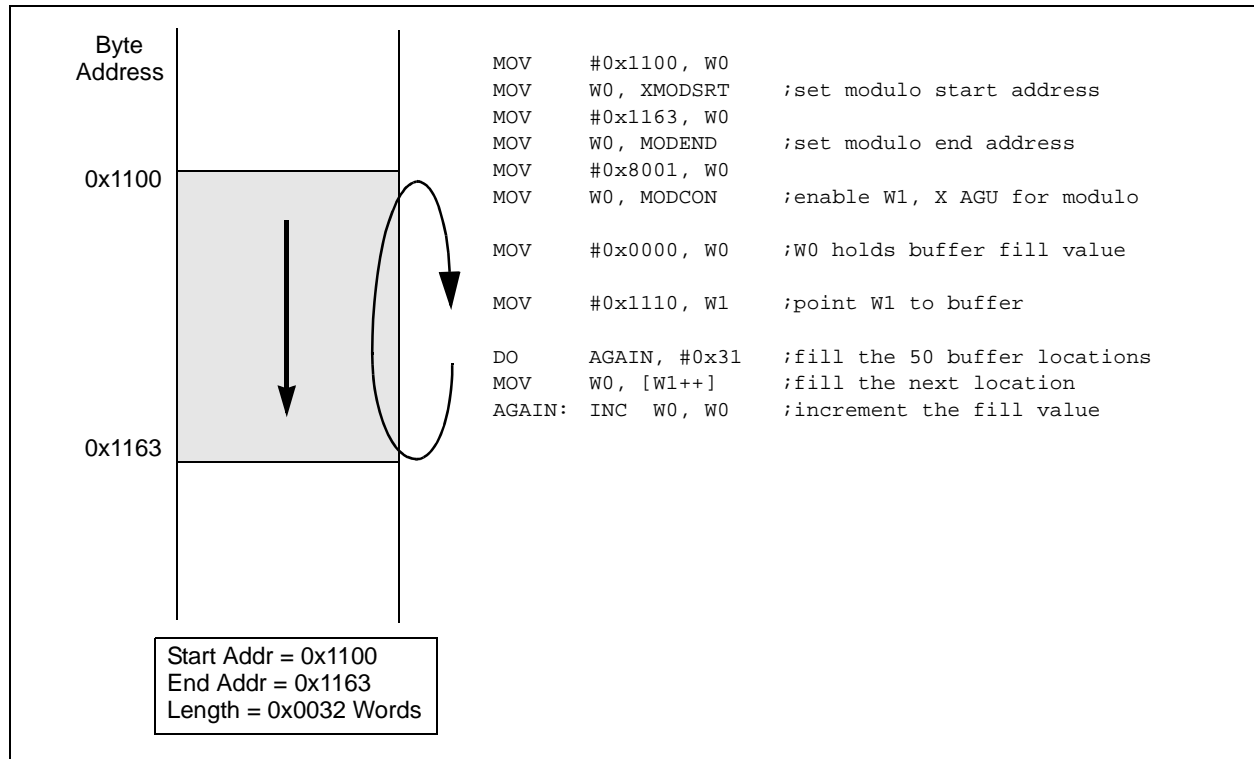 Byte
Address
0x1100
0x1163
MOV #0x1100, W0
MOV W0, XMODSRT ;set modulo start address
MOV #0x1163, W0
MOV W0, MODEND ;set modulo end address
MOV #0x8001, W0
MOV W0, MODCON ;enable W1, X AGU for modulo
MOV #0x0000, W0 ;W0 holds buffer fill value
MOV #0x1110, W1 ;point W1 to buffer
DO AGAIN, #0x31 ;fill the 50 buffer locations
MOV W0, [W1++] ;fill the next location
AGAIN: INC W0, W0 ;increment the fill value
Start Addr = 0x1100
End Addr = 0x1163
Length = 0x0032 Words